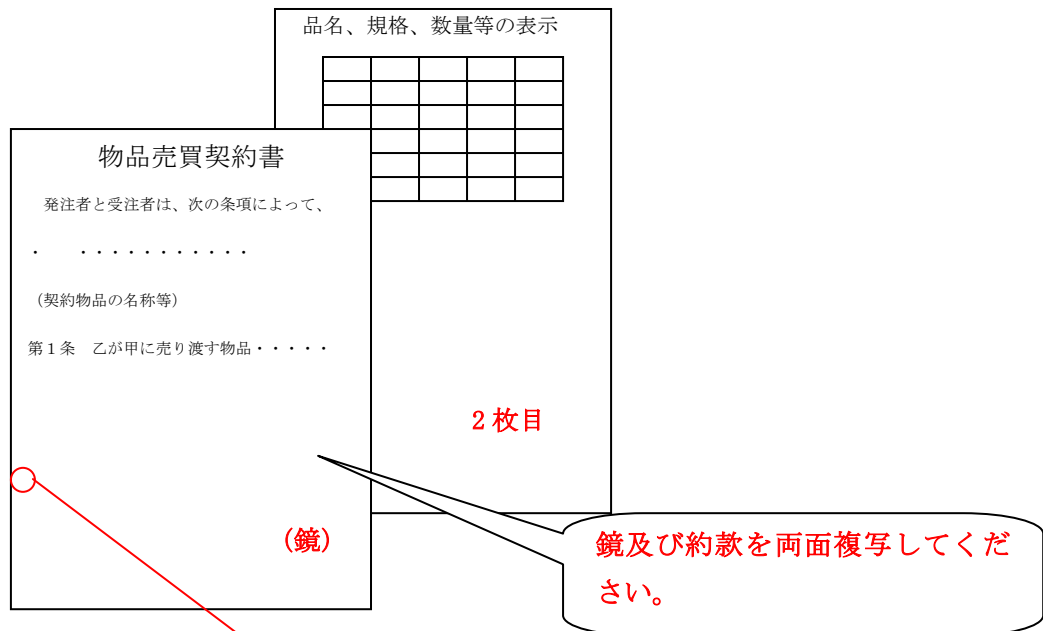 品名、規格、数量等の表示
物品売買契約書
発注者と受注者は、次の条項によって、
・　・・・・・・・・・・・
（契約物品の名称等）
第１条　乙が甲に売り渡す物品・・・・・
2 枚目
(鏡)
鏡及び約款を両面複写してくだ
さい。